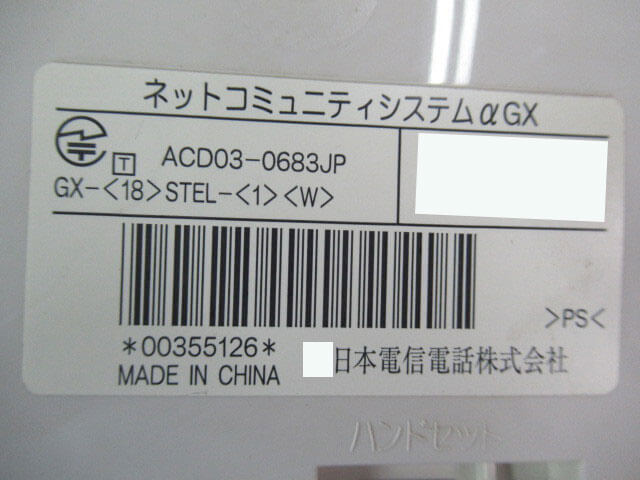 ネットコミュニティシステムαGX
T ACD03-0683JP
GX-<18>STEL-<1><W>
>PS<
*00355126*
日本電信電話株式会社
MADE IN CHINA
ハンドセット